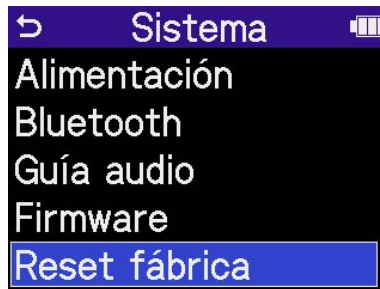 Sistema
Alimentación
Bluetooth
Guía audio
Firmware
Reset fábrica